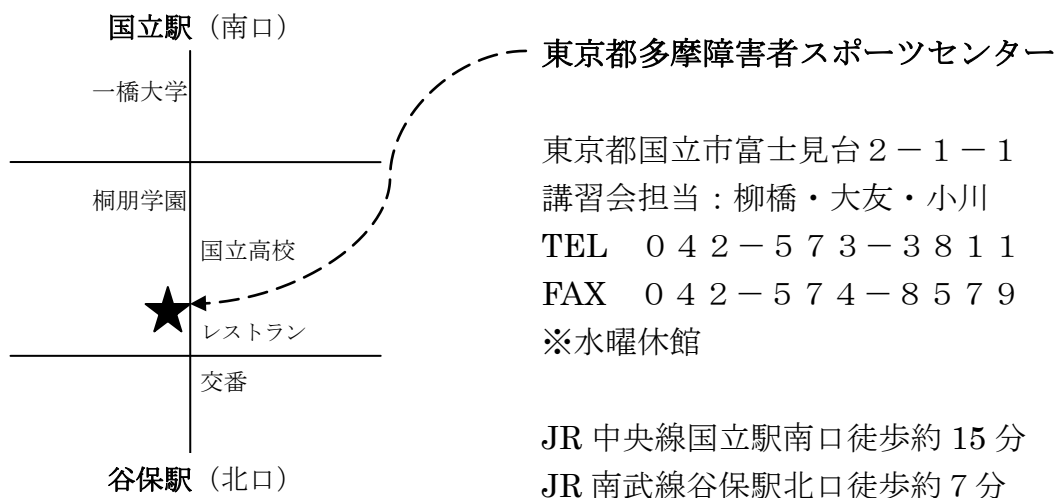 国立駅（南口）
一橋大学
桐朋学園
国立高校
レストラン
交番
谷保駅（北口）
東京都多摩障害者スポーツセンター
東京都国立市富士見台２－１－１
講習会担当：柳橋・大友・小川
TEL　０４２－５７３－３８１１
FAX　０４２－５７４－８５７９
※水曜休館
JR 中央線国立駅南口徒歩約 15 分
JR 南武線谷保駅北口徒歩約 7 分